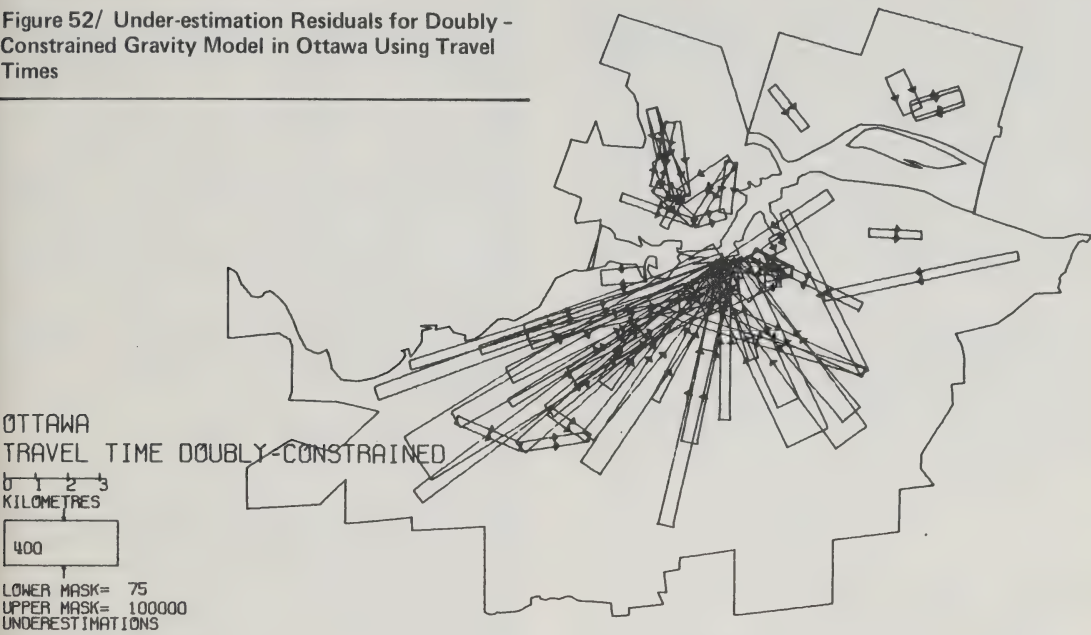 Figure 52/ Under-estimation Residuals for Doubly -
Constrained Gravity Model in Ottawa Using Travel
Times
OTTAWA
TRAVEL TIME DOUBLY-CONSTRAINED
0 1 2 3
KILOMETRES
400
LOWER MASK= 75
UPPER MASK= 100000
UNDERESTIMATIONS